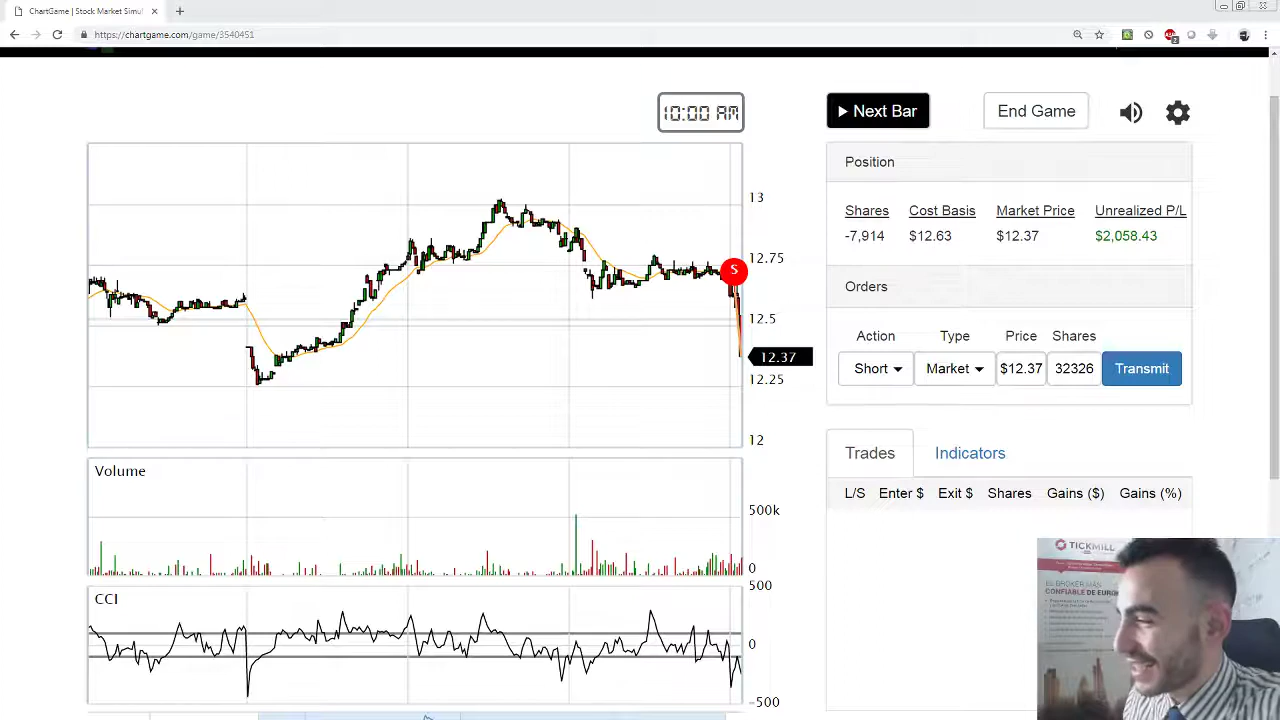 ChartGame | Stock Market Simul
https://chartgame.com/game/3540451
10:00 AM
Next Bar
End Game
Position
Shares Cost Basis Market Price Unrealized P/L
-7,914 $12.63 $12.37 $2,058.43
Orders
Action Type Price Shares
Short Market $12.37 32326 Transmit
Trades Indicators
L/S Enter $ Exit $ Shares Gains ($) Gains (%)
13
12.75
S
12.5
12.37
12.25
12
Volume
500k
0
CCI
500
0
-500
TICKMILL
EL BROKER MÁS
CONFIABLE DE EURO